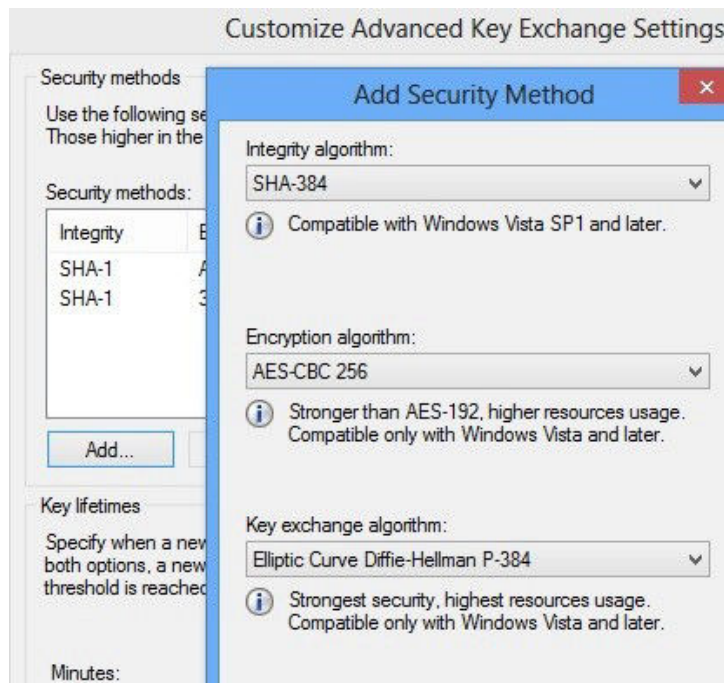 Customize Advanced Key Exchange Settings
Security methods
Use the following
Those higher in the
Security methods:
Integrity
SHA-1
SHA-1
Add...
Key lifetimes
Specify when a new
both options, a new
threshold is reached
Minutes:
Add Security Method
Integrity algorithm:
SHA-384
Compatible with Windows Vista SP1 and later.
Encryption algorithm:
AES-CBC 256
Stronger than AES-192, higher resources usage.
Compatible only with Windows Vista and later.
Key exchange algorithm:
Elliptic Curve Diffie-Hellman P-384
Strongest security, highest resources usage.
Compatible only with Windows Vista and later.